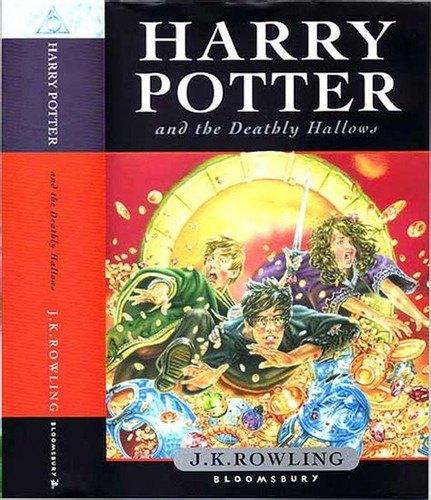 HARRY POTTER
and the Deathly Hallows
J.K.ROWLING
BLOOMSBURY
HARRY
POTTER
and the Deathly Hallows
J.K.ROWLING
BLOOMSBURY